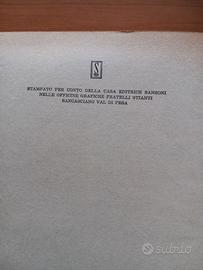 S
STAMPATO PER CONTO DELLA CASA EDITRICE SANSONI
NELLE OFFICINE GRAFICHE FRATELLI STIANTI
SANCASCIANO VAL DI PESA
subito